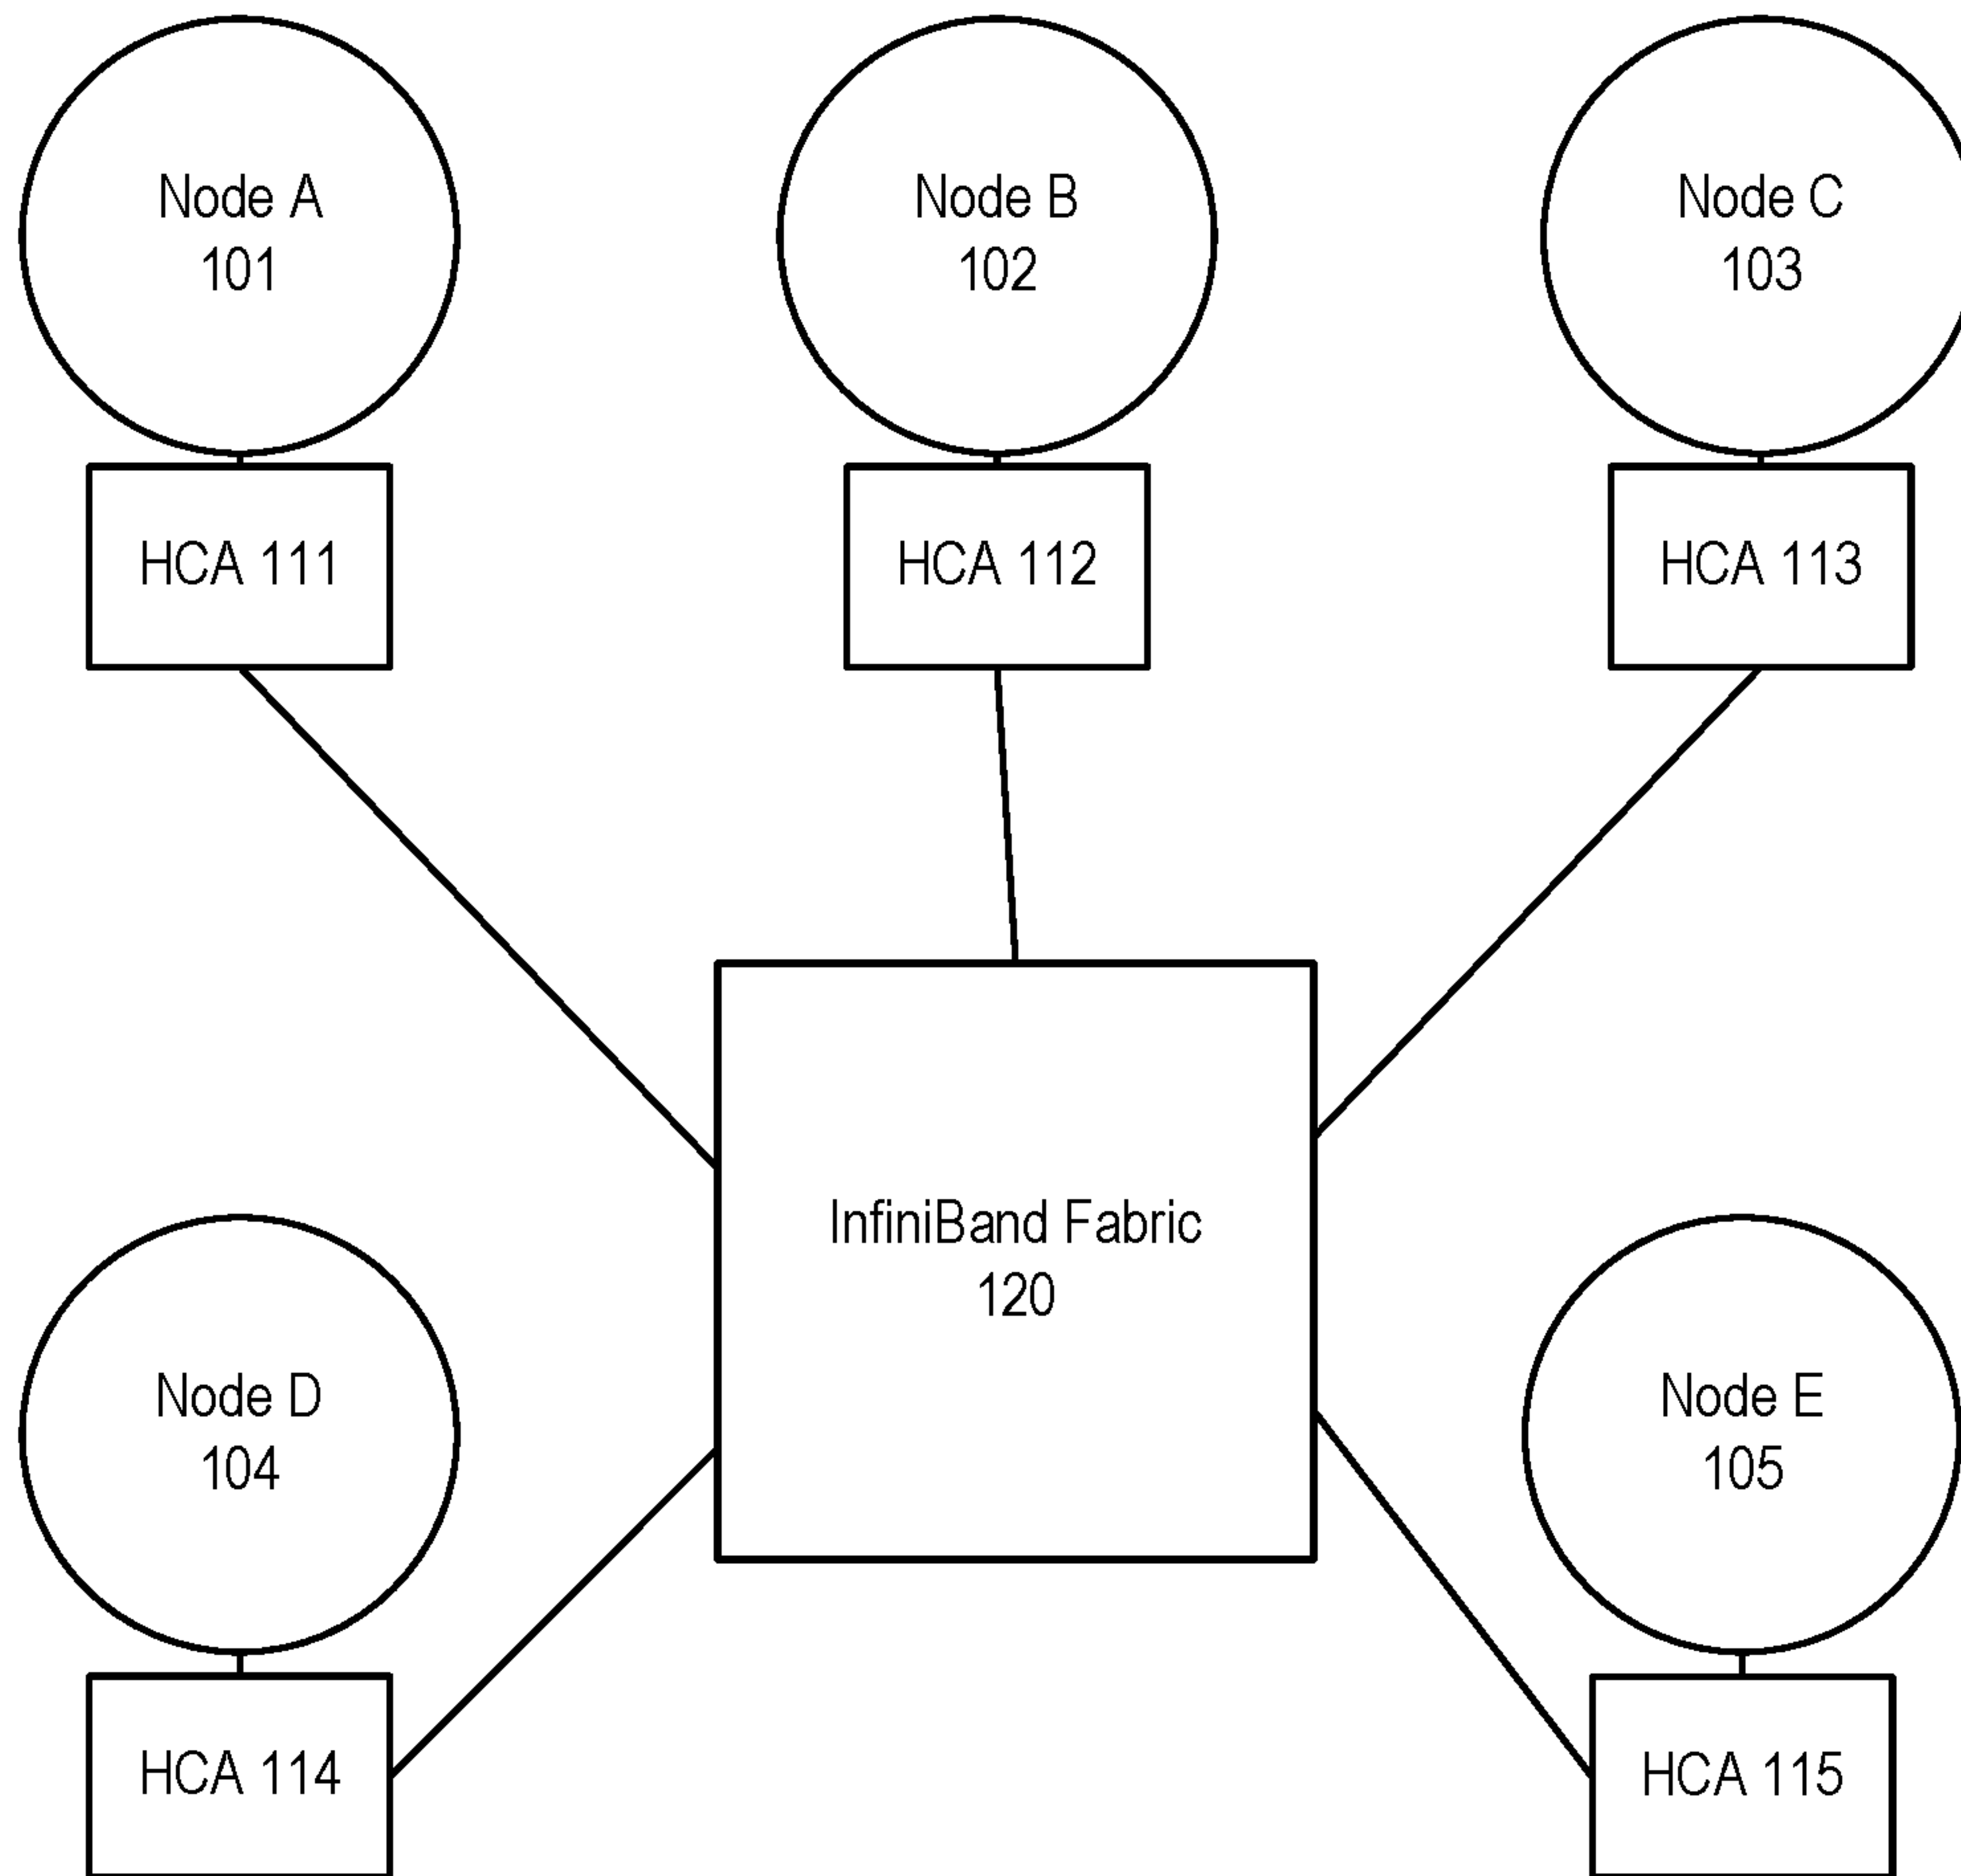 Node A
101
Node B
102
Node C
103
HCA 111
HCA 112
HCA 113
InfiniBand Fabric
120
Node D
104
Node E
105
HCA 114
HCA 115